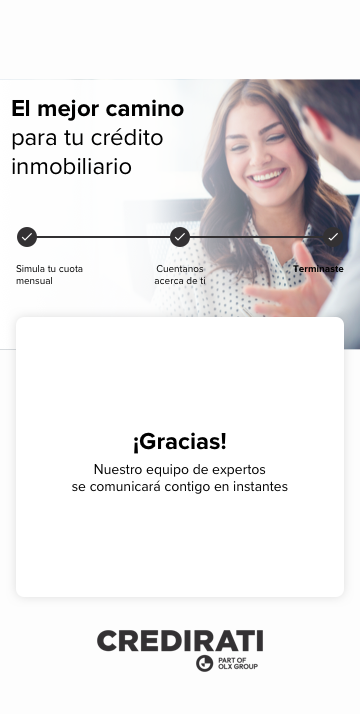 El mejor camino
para tu crédito
inmobiliario
Simula tu cuota
mensual
Cuentanos
acerca de ti
Terminaste
¡Gracias!
Nuestro equipo de expertos
se comunicará contigo en instantes
CREDIRATI
PART OF
OLX GROUP